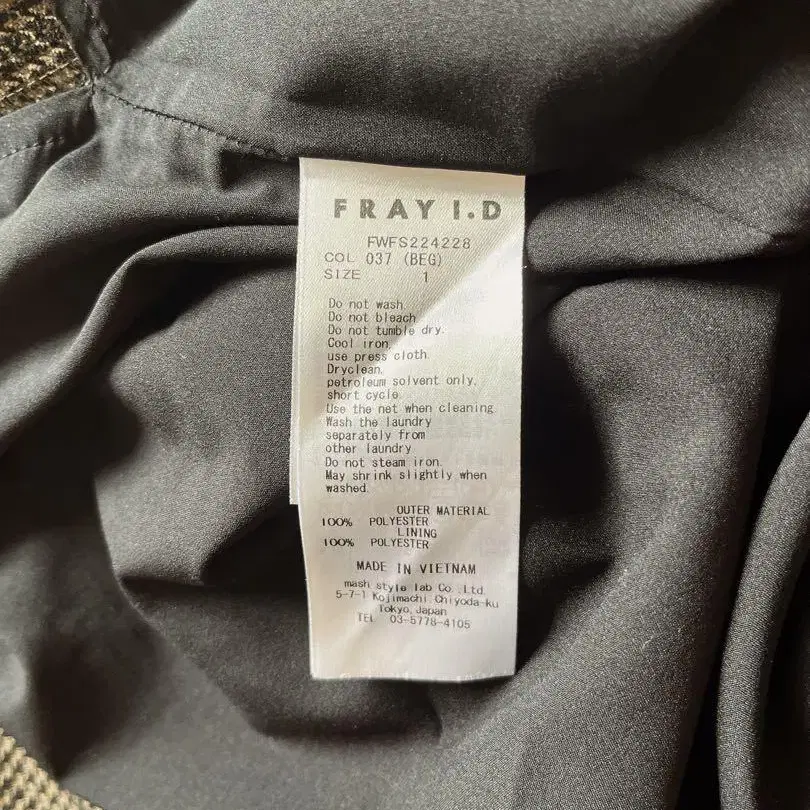 FRAY I.D
FWFS224228
COL 037 (BEG)
SIZE 1
Do not wash.
Do not bleach.
Do not tumble dry.
Cool iron,
use press cloth.
Dryclean.
petroleum solvent only,
short cycle.
Use the net when cleaning
Wash the laundry
separately from
other laundry
Do not steam iron.
May shrink slightly when
washed.
OUTER MATERIAL
100% POLYESTER
LINING
100% POLYESTER
MADE IN VIETNAM
mash style lab Co.,Ltd.
5-7-1 Kojimachi,Chiyoda-ku
Tokyo,Japan
TEL 03-5778-4105